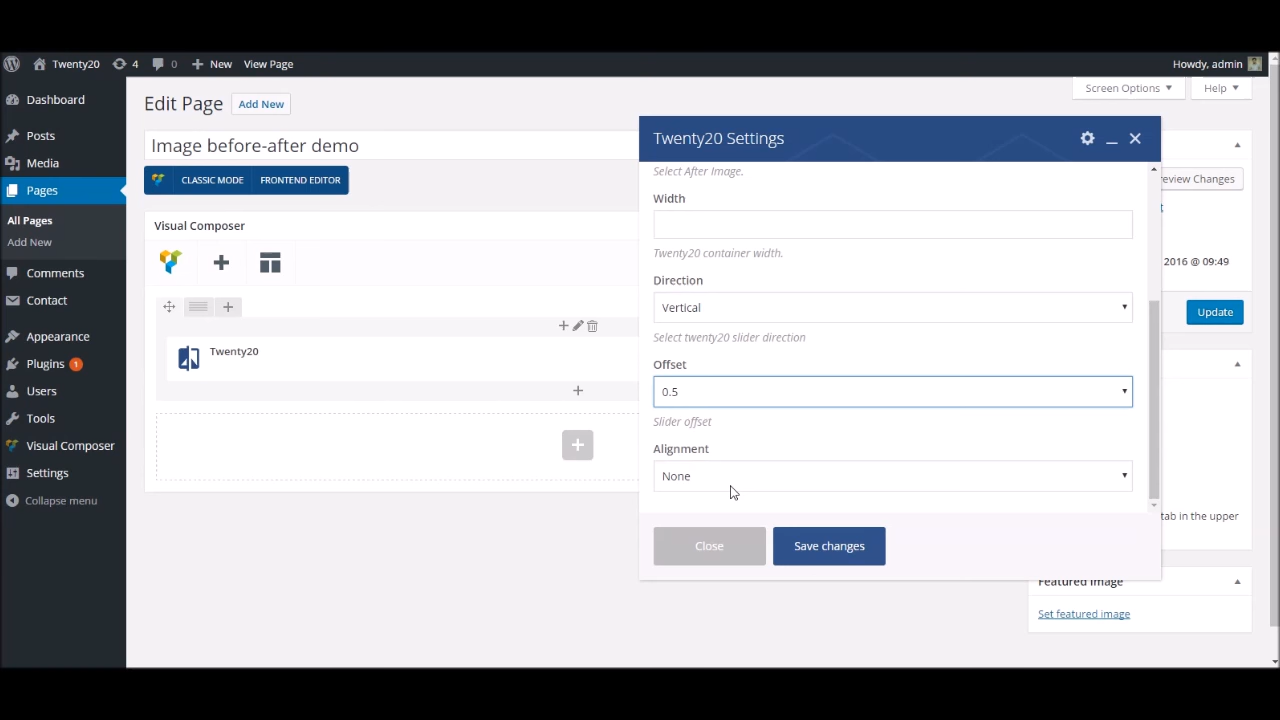 Twenty20
4
0
New
View Page
Howdy, admin
Dashboard
Posts
Media
Pages
All Pages
Add New
Comments
Contact
Appearance
Plugins 1
Users
Tools
Visual Composer
Settings
Collapse menu
Screen Options
Help
Edit Page
Add New
Image before-after demo
CLASSIC MODE
FRONTEND EDITOR
Visual Composer
Twenty20
Twenty20 Settings
Select After Image.
Width
Twenty20 container width.
Direction
Vertical
Select twenty20 slider direction
Offset
0.5
Slider offset
Alignment
None
Close
Save changes
review Changes
2016 @ 09:49
Update
tab in the upper
Featured Image
Set featured image